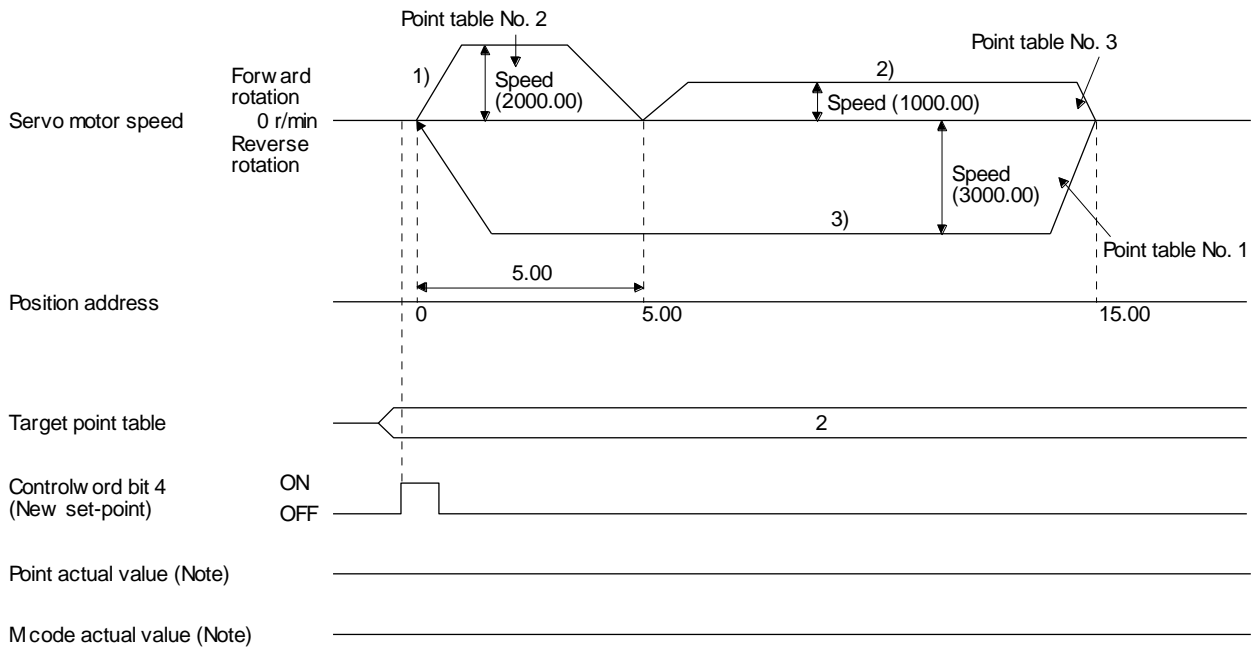 Point table No. 2
Point table No. 3
Forward
rotation
1)
Speed
(2000.00)
2)
Speed (1000.00)
Servo motor speed
0 r/min
Reverse
rotation
Speed
(3000.00)
3)
Point table No. 1
5.00
Position address
0
5.00
15.00
Target point table
2
Controlword bit 4
(New set-point)
ON
OFF
Point actual value (Note)
M code actual value (Note)